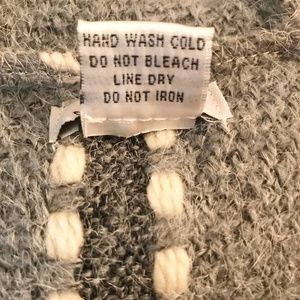 HAND WASH COLD
DO NOT BLEACH
LINE DRY
DO NOT IRON